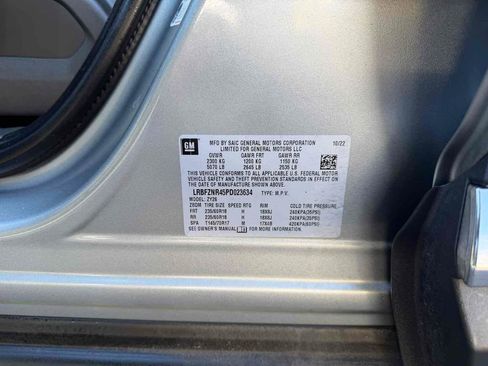 GM
MFD BY SAIC GENERAL MOTORS CORPORATION 10/22
LIMITED FOR GENERAL MOTORS LLC
GVWR GAWR FRT GAWR RR
2300 KG 1200 KG 1150 KG
5070 LB 2645 LB 2535 LB
THIS VEHICLE CONFORMS TO ALL APPLICABLE U.S. FEDERAL MOTOR
VEHICLE SAFETY AND THEFT PREVENTION STANDARDS IN EFFECT ON
THE DATE OF MANUFACTURE SHOWN ABOVE.
LRBFZNR45PD023634 TYPE: M.P.V.
MODEL: ZY26
TIRE SIZE SPEED RTG RIM COLD TIRE PRESSURE
FRT 235/60R18 H 18X8J 240KPA(35PSI)
RR 235/60R18 H 18X8J 240KPA(35PSI)
SPA T145/70R17 M 17X4B 420KPA(60PSI)
SEE OWNER'S MANUAL FOR MORE INFORMATION.